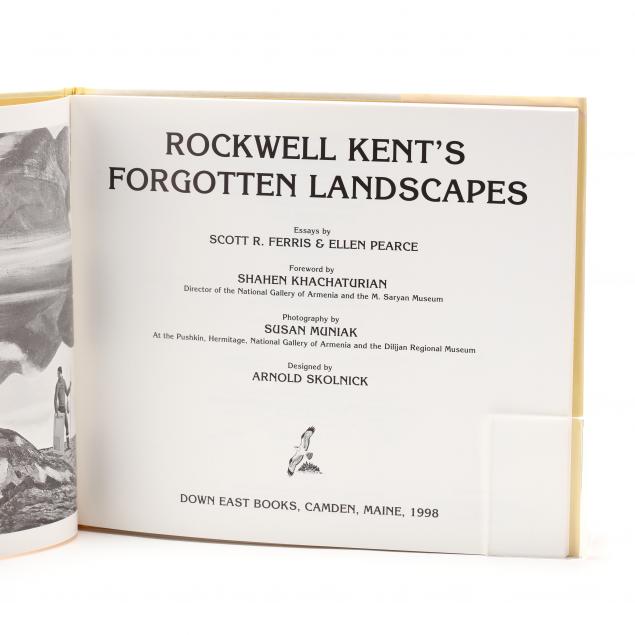 ROCKWELL KENT'S
FORGOTTEN LANDSCAPES
Essays by
SCOTT R. FERRIS & ELLEN PEARCE
Foreword by
SHAHEN KHACHATURIAN
Director of the National Gallery of Armenia and the M. Saryan Museum
Photography by
SUSAN MUNIAK
At the Pushkin, Hermitage, National Gallery of Armenia and the Dilijan Regional Museum
Designed by
ARNOLD SKOLNICK
DOWN EAST BOOKS, CAMDEN, MAINE, 1998